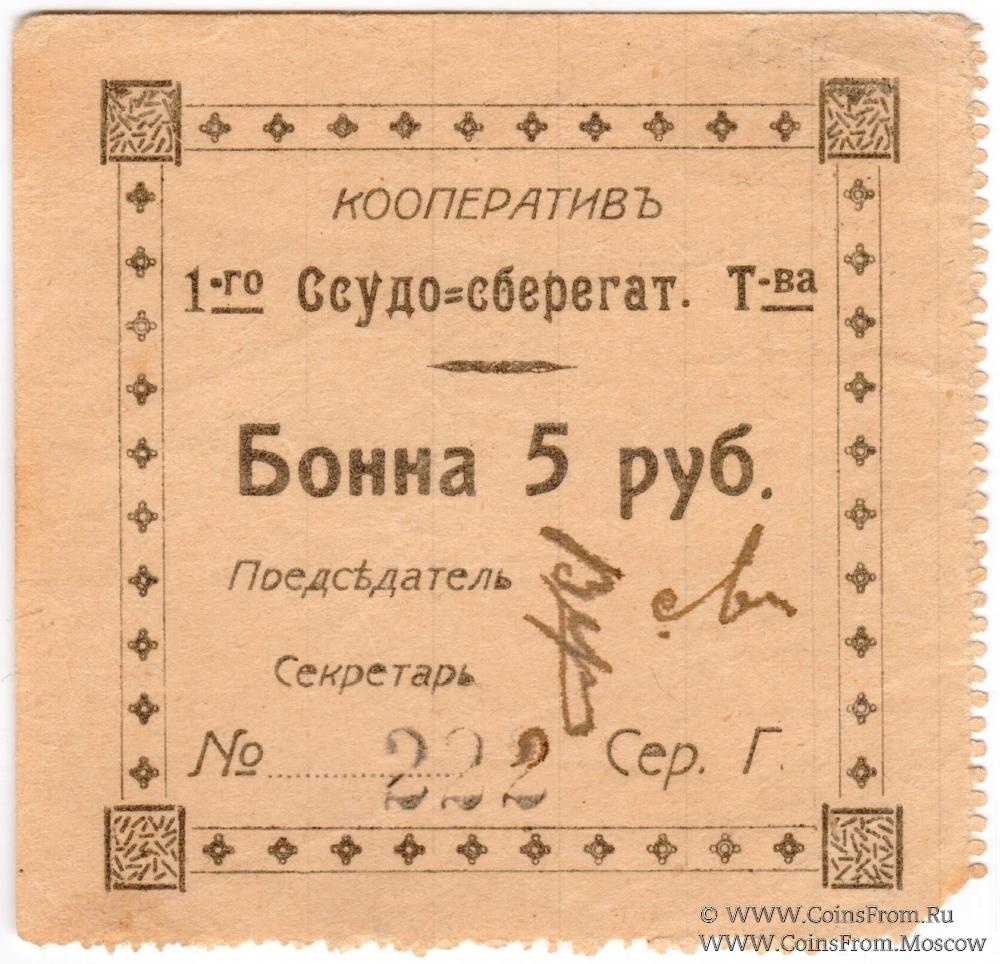 КООПЕРАТИВЪ
1-го Ссудо=сберегат. Т-ва
Бонна 5 руб.
Предсѣдатель
Секретарь
№ 222 Сер. Г.
© WWW.CoinsFrom.Ru
WWW.CoinsFrom.Moscow